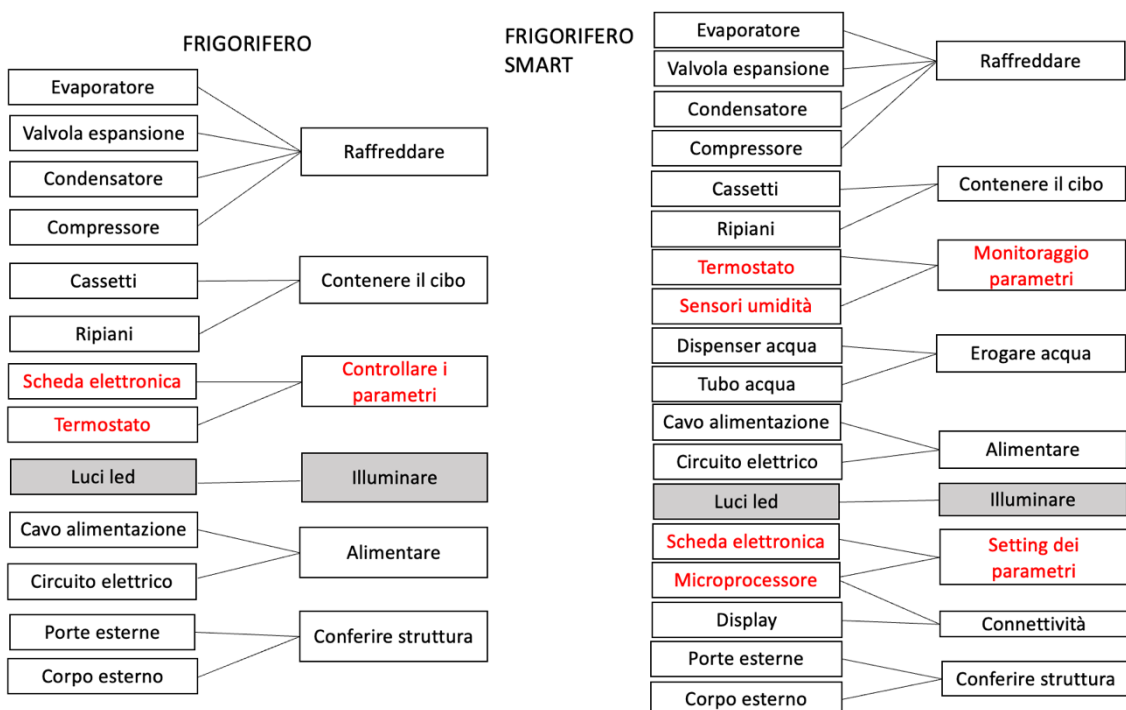 FRIGORIFERO
Evaporatore
Valvola espansione
Condensatore
Compressore
Raffreddare
Cassetti
Ripiani
Contenere il cibo
Scheda elettronica
Termostato
Controllare i
parametri
Luci led
Illuminare
Cavo alimentazione
Circuito elettrico
Alimentare
Porte esterne
Corpo esterno
Conferire struttura
FRIGORIFERO
SMART
Evaporatore
Valvola espansione
Condensatore
Compressore
Raffreddare
Cassetti
Ripiani
Contenere il cibo
Termostato
Sensori umidità
Monitoraggio
parametri
Dispenser acqua
Tubo acqua
Erogare acqua
Cavo alimentazione
Circuito elettrico
Alimentare
Luci led
Illuminare
Scheda elettronica
Microprocessore
Setting dei
parametri
Display
Connettività
Porte esterne
Corpo esterno
Conferire struttura